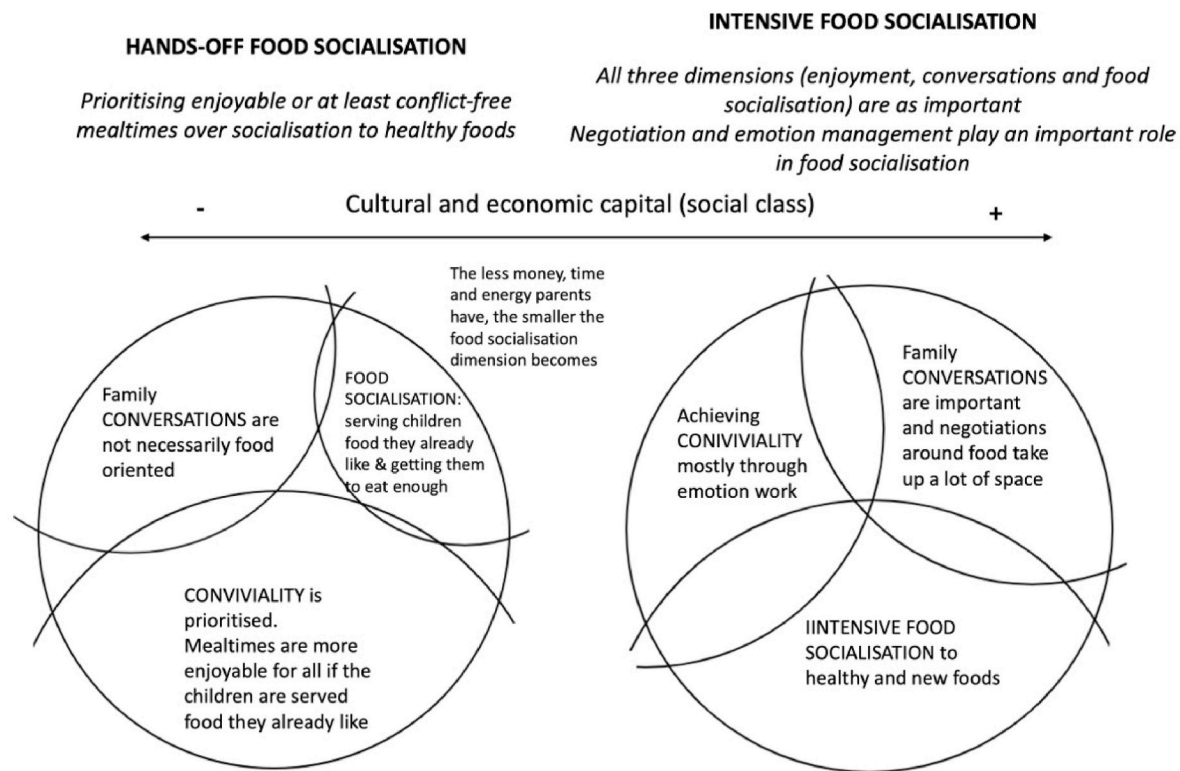 HANDS-OFF FOOD SOCIALISATION
Prioritising enjoyable or at least conflict-free
mealtimes over socialisation to healthy foods
INTENSIVE FOOD SOCIALISATION
All three dimensions (enjoyment, conversations and food
socialisation) are as important
Negotiation and emotion management play an important role
in food socialisation
- Cultural and economic capital (social class) +
The less money, time
and energy parents
have, the smaller the
food socialisation
dimension becomes
Family
CONVERSATIONS are
not necessarily food
oriented
FOOD
SOCIALISATION:
serving children
food they already
like & getting them
to eat enough
CONVIVIALITY is
prioritised.
Mealtimes are more
enjoyable for all if the
children are served
food they already like
Achieving
CONIVIVIALITY
mostly through
emotion work
Family
CONVERSATIONS
are important
and negotiations
around food take
up a lot of space
IINTENSIVE FOOD
SOCIALISATION to
healthy and new foods